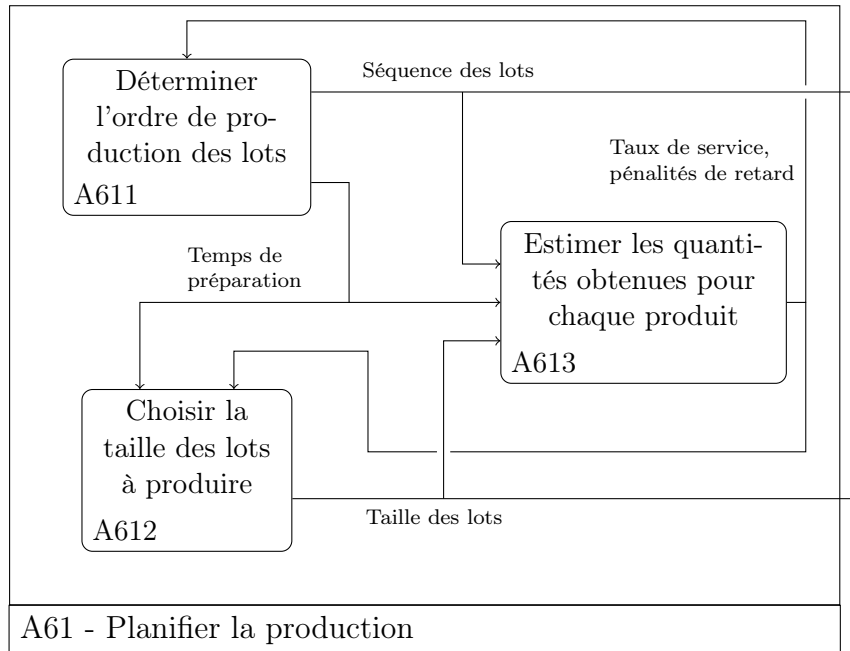 Déterminer
l'ordre de pro-
duction des lots
A611
Séquence des lots
Taux de service,
pénalités de retard
Temps de
préparation
Estimer les quanti-
tés obtenues pour
chaque produit
A613
Choisir la
taille des lots
à produire
A612
Taille des lots
A61 - Planifier la production